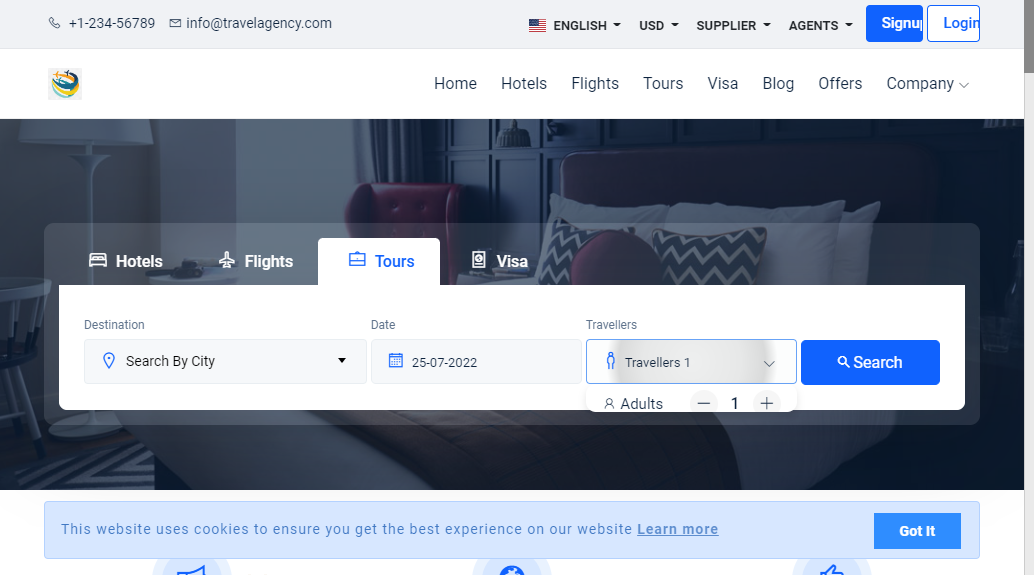 +1-234-56789 info@travelagency.com ENGLISH USD SUPPLIER AGENTS Signup Login
Home Hotels Flights Tours Visa Blog Offers Company
Hotels Flights Tours Visa
Destination Date Travellers
Search By City 25-07-2022 Travellers 1 Search
Adults 1
This website uses cookies to ensure you get the best experience on our website Learn more Got It